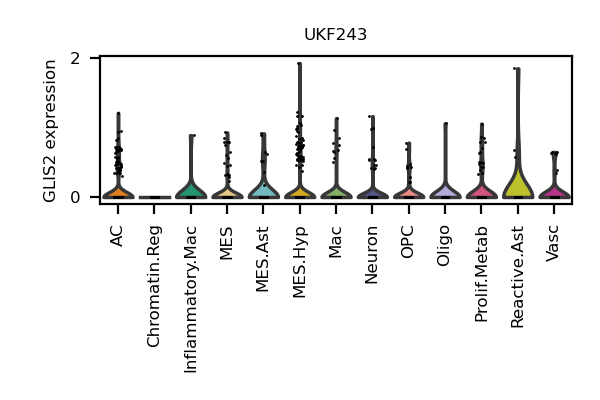 UKF243
GLIS2 expression
2
0
AC
Chromatin.Reg
Inflammatory.Mac
MES
MES.Ast
MES.Hyp
Mac
Neuron
OPC
Oligo
Prolif.Metab
Reactive.Ast
Vasc